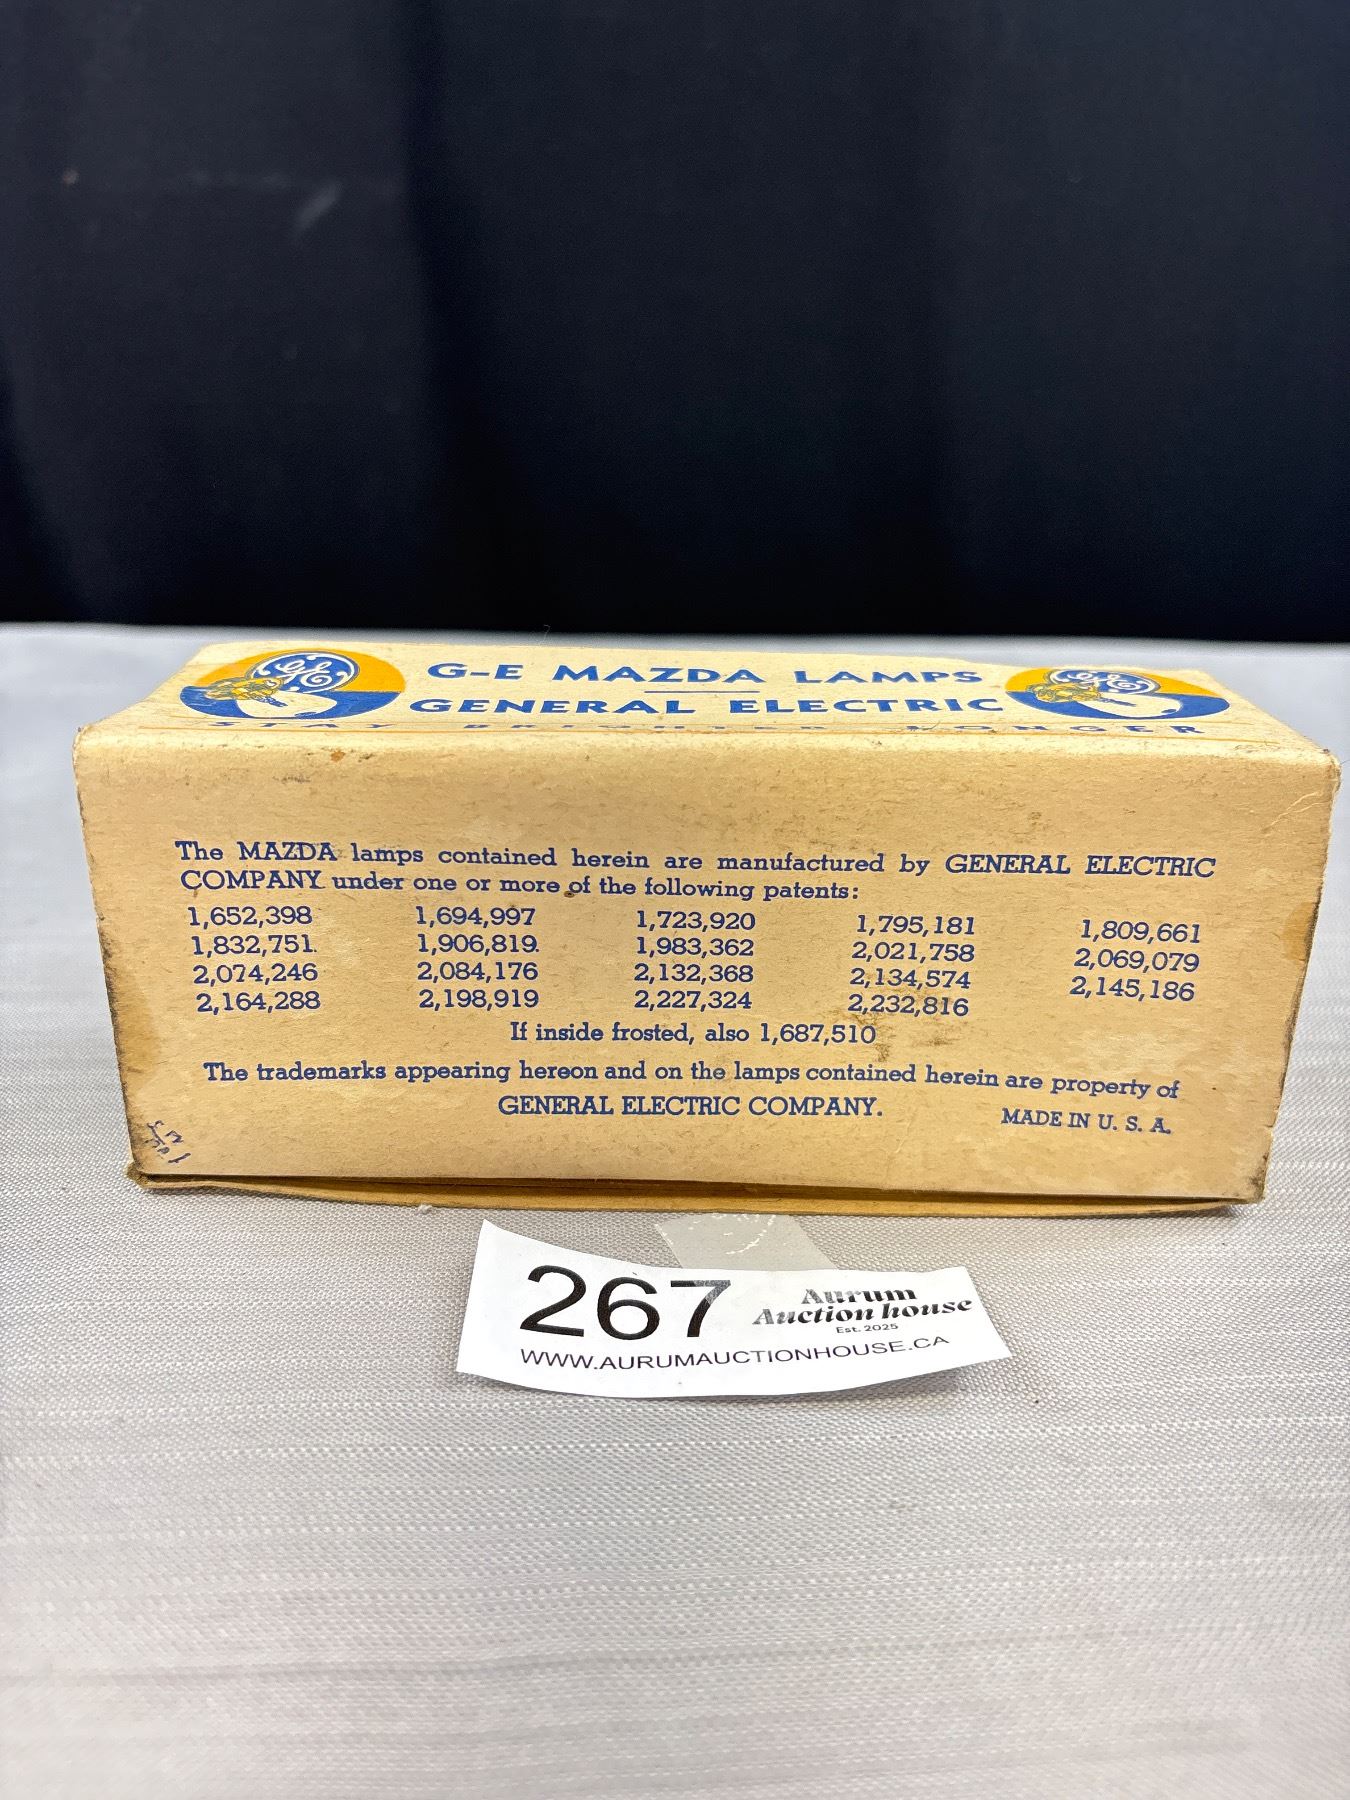 GE
G-E MAZDA LAMPS
GENERAL ELECTRIC
GE
STAY BRIGHTER LONGER
The MAZDA lamps contained herein are manufactured by GENERAL ELECTRIC
COMPANY under one or more of the following patents:
1,652,398 1,694,997 1,723,920 1,795,181 1,809,661
1,832,751 1,906,819 1,983,362 2,021,758 2,069,079
2,074,246 2,084,176 2,132,368 2,134,574 2,145,186
2,164,288 2,198,919 2,227,324 2,232,816
If inside frosted, also 1,687,510
The trademarks appearing hereon and on the lamps contained herein are property of
GENERAL ELECTRIC COMPANY.
MADE IN U. S. A.
267
Aurum
Auction house
Est. 2025
WWW.AURUMAUCTIONHOUSE.CA